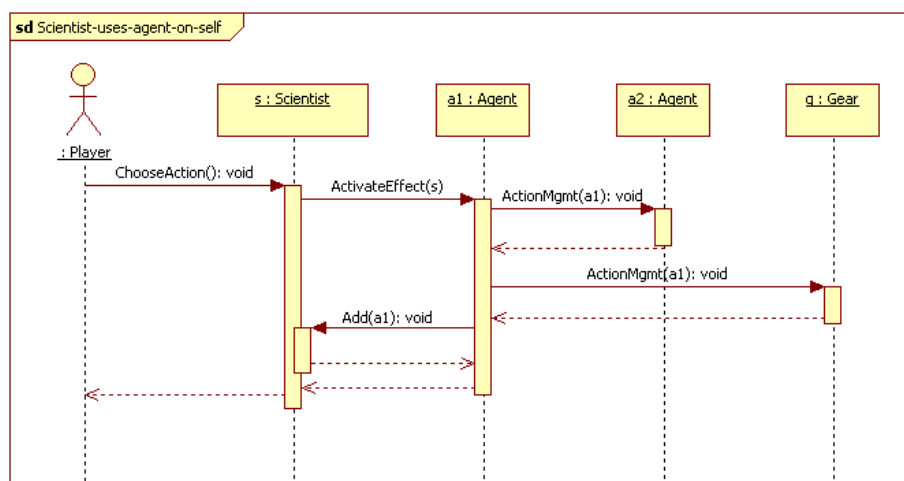 sd Scientist-uses-agent-on-self
s : Scientist
a1 : Agent
a2 : Agent
g : Gear
: Player
ChooseAction(): void
ActivateEffect(s)
ActionMgmt(a1): void
ActionMgmt(a1): void
Add(a1): void